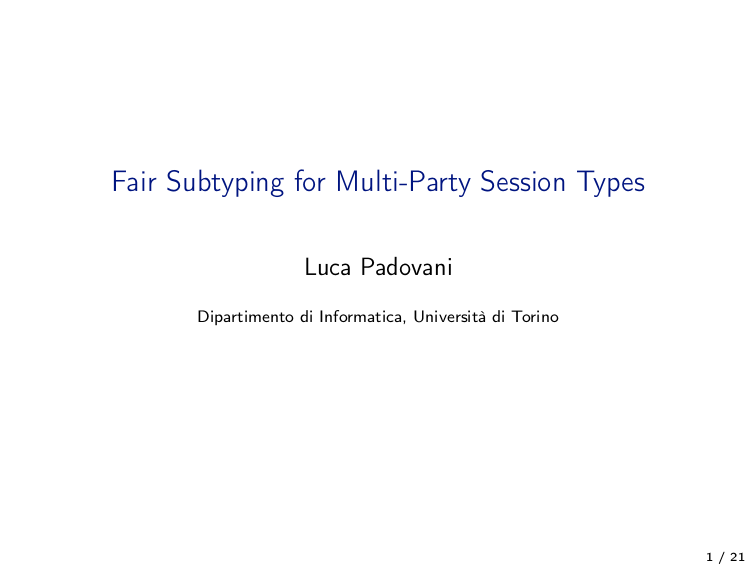 Fair Subtyping for Multi-Party Session Types
Luca Padovani
Dipartimento di Informatica, Università di Torino
1 / 21